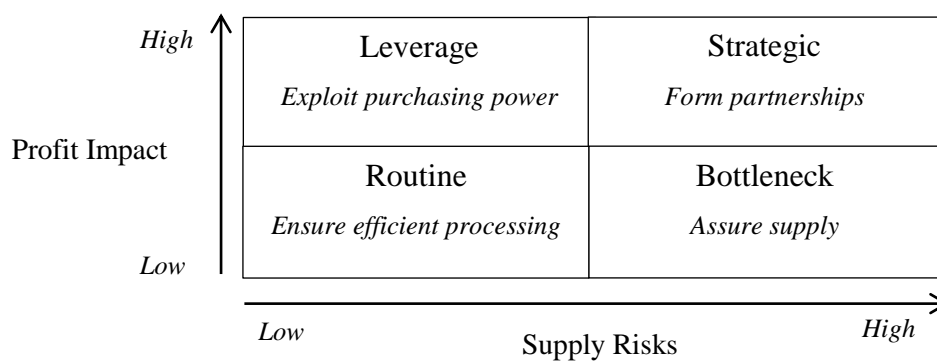 High
Leverage
Strategic
Exploit purchasing power
Form partnerships
Profit Impact
Routine
Bottleneck
Ensure efficient processing
Assure supply
Low
Low
High
Supply Risks